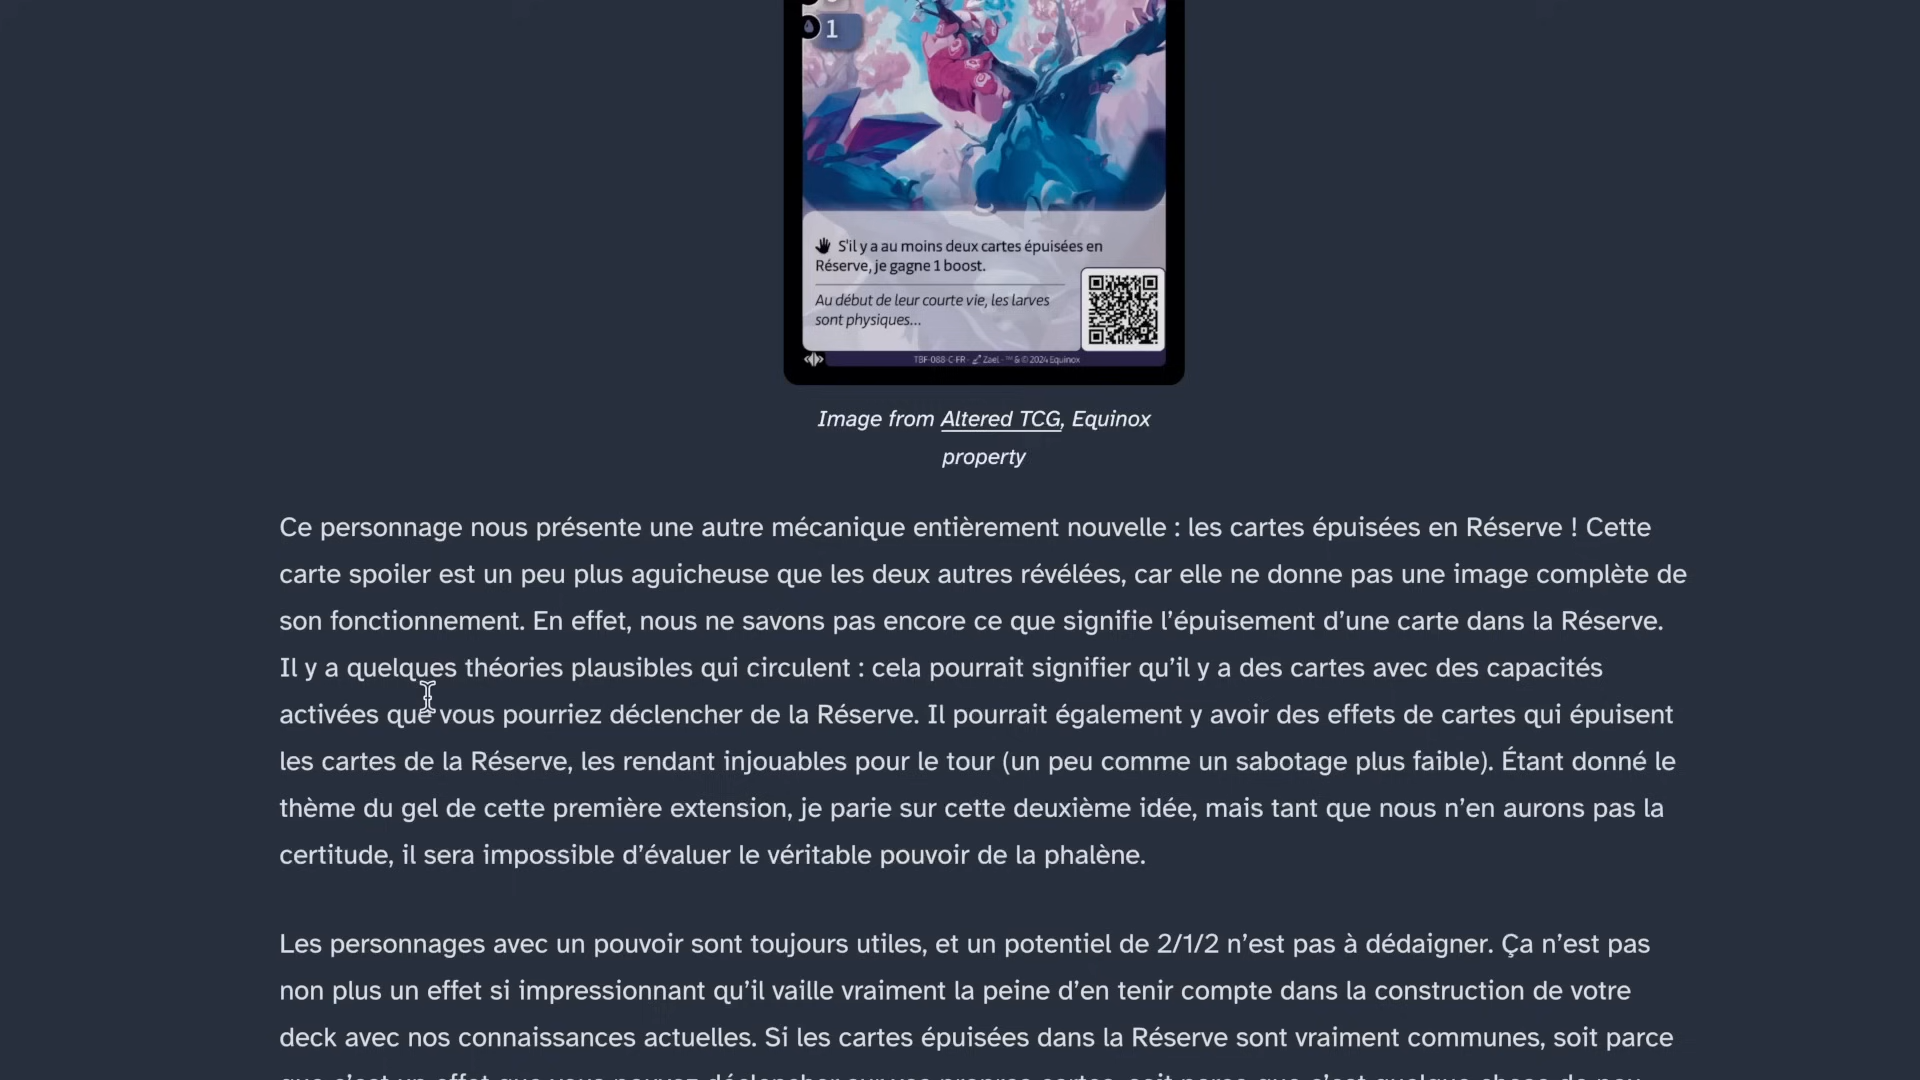 1
S'il y a au moins deux cartes épuisées en
Réserve, je gagne 1 boost.
Au début de leur courte vie, les larves
sont physiques...
TBF-088-C-FR - Zael - ™ & © 2024 Equinox
Image from Altered TCG, Equinox
property
Ce personnage nous présente une autre mécanique entièrement nouvelle : les cartes épuisées en Réserve ! Cette
carte spoiler est un peu plus aguicheuse que les deux autres révélées, car elle ne donne pas une image complète de
son fonctionnement. En effet, nous ne savons pas encore ce que signifie l’épuisement d’une carte dans la Réserve.
Il y a quelques théories plausibles qui circulent : cela pourrait signifier qu’il y a des cartes avec des capacités
activées que vous pourriez déclencher de la Réserve. Il pourrait également y avoir des effets de cartes qui épuisent
les cartes de la Réserve, les rendant injouables pour le tour (un peu comme un sabotage plus faible). Étant donné le
thème du gel de cette première extension, je parie sur cette deuxième idée, mais tant que nous n’en aurons pas la
certitude, il sera impossible d’évaluer le véritable pouvoir de la phalène.
Les personnages avec un pouvoir sont toujours utiles, et un potentiel de 2/1/2 n’est pas à dédaigner. Ça n’est pas
non plus un effet si impressionnant qu’il vaille vraiment la peine d’en tenir compte dans la construction de votre
deck avec nos connaissances actuelles. Si les cartes épuisées dans la Réserve sont vraiment communes, soit parce